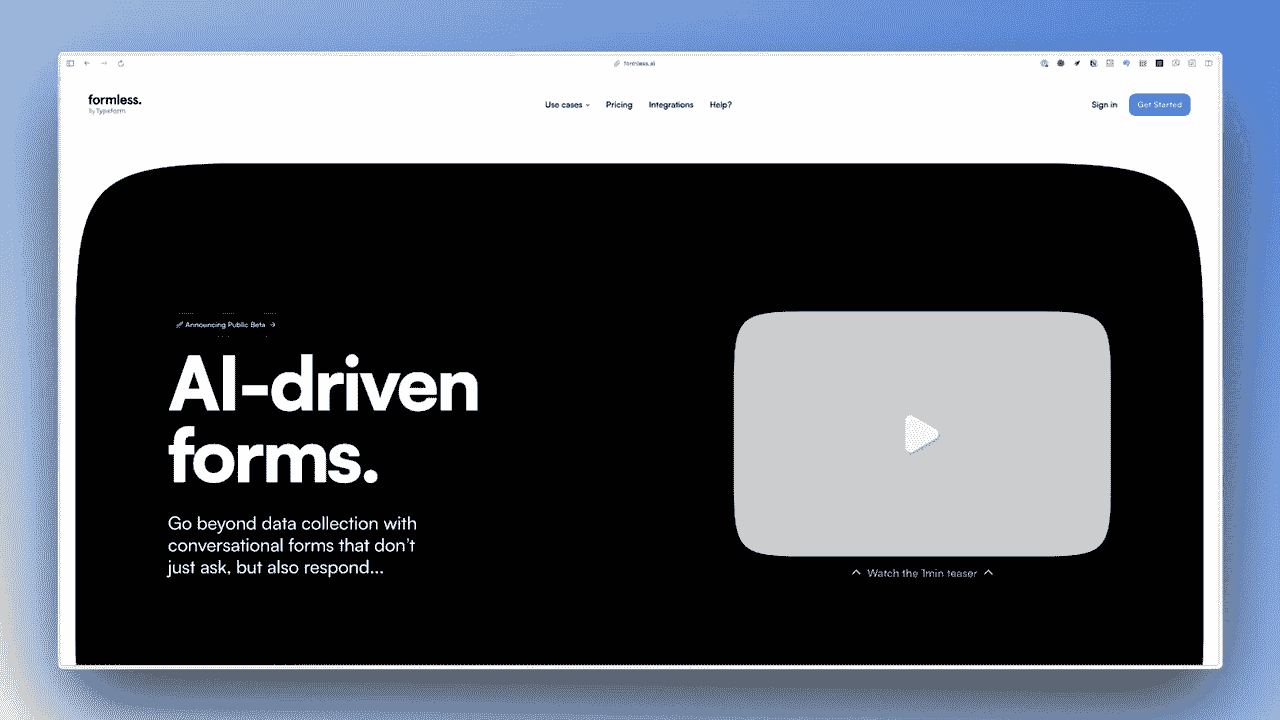 formless.ai
formless.
by Typeform
Use cases
Pricing
Integrations
Help?
Sign in
Get Started
🚀 Announcing Public Beta →
AI-driven
forms.
Go beyond data collection with
conversational forms that don't
just ask, but also respond...
Watch the 1min teaser